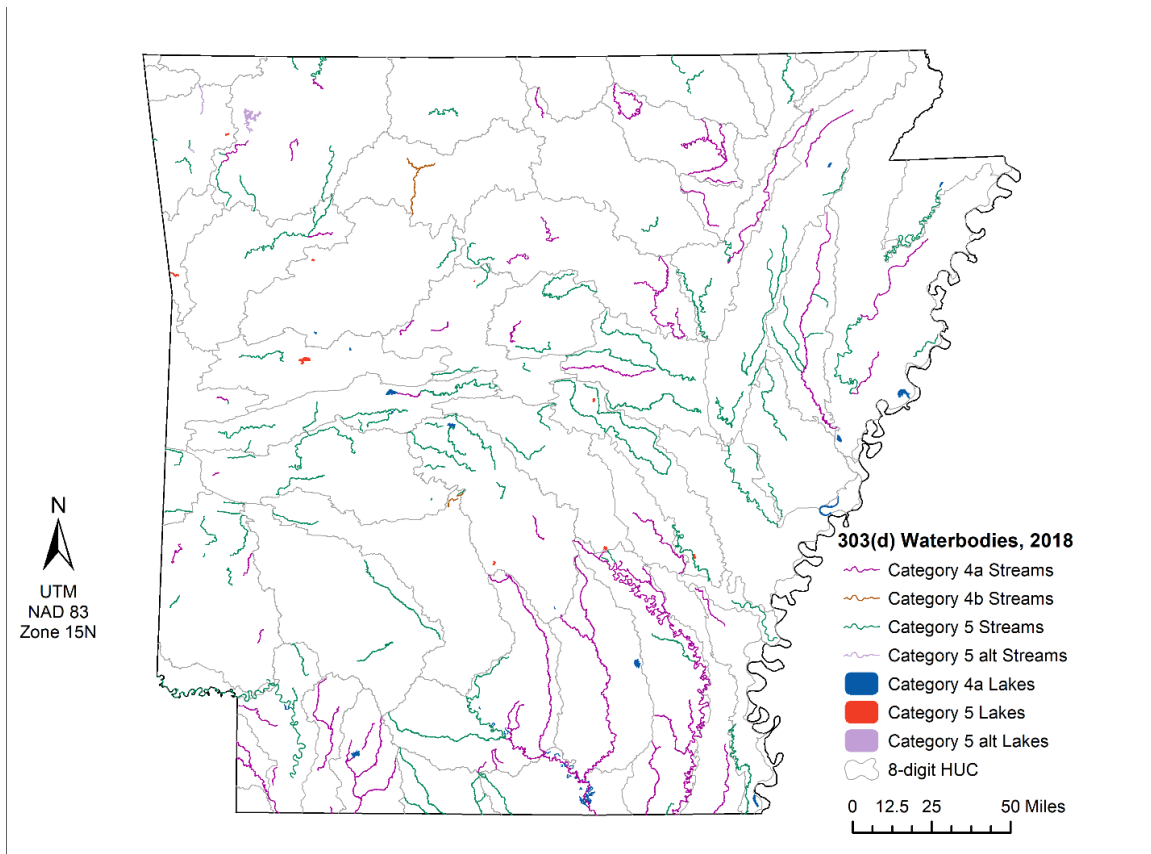 N
UTM
NAD 83
Zone 15N
303(d) Waterbodies, 2018
Category 4a Streams
Category 4b Streams
Category 5 Streams
Category 5 alt Streams
Category 4a Lakes
Category 5 Lakes
Category 5 alt Lakes
8-digit HUC
0 12.5 25 50 Miles